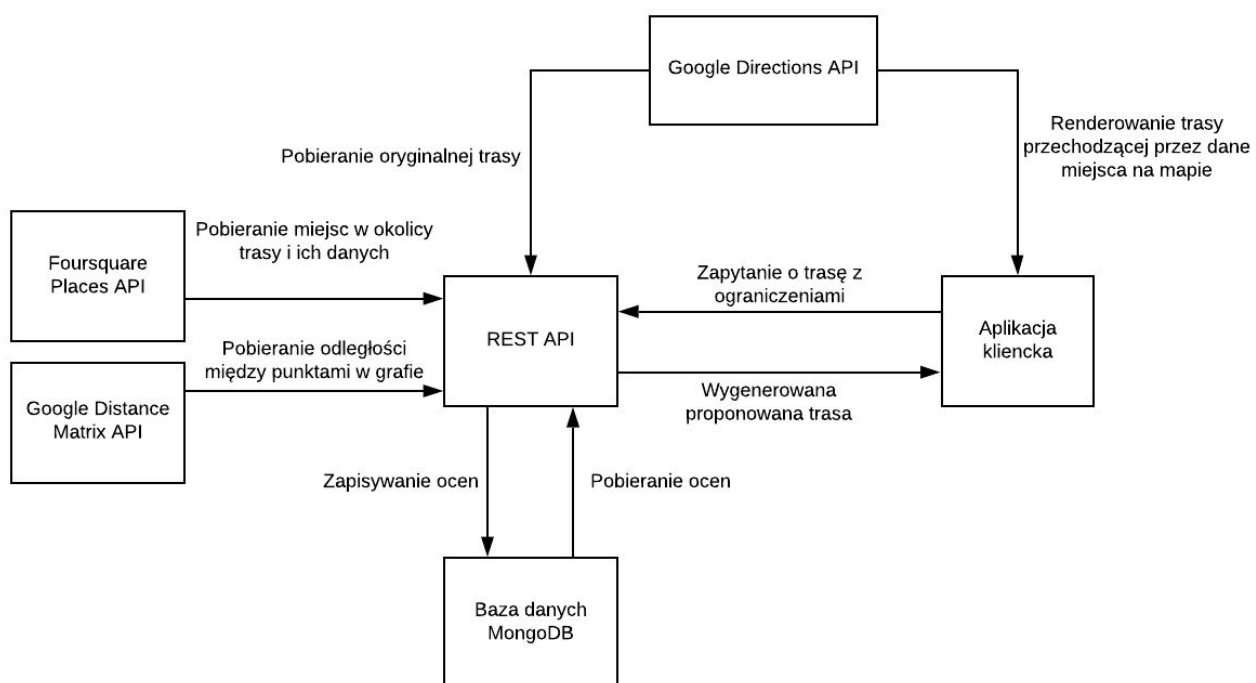 Google Directions API
Pobieranie oryginalnej trasy
Renderowanie trasy
przechodzącej przez dane
miejsca na mapie
Foursquare
Places API
Pobieranie miejsc w okolicy
trasy i ich danych
REST API
Zapytanie o trasę z
ograniczeniami
Aplikacja
kliencka
Google Distance
Matrix API
Pobieranie odległości
między punktami w grafie
Wygenerowana
proponowana trasa
Zapisywanie ocen
Pobieranie ocen
Baza danych
MongoDB